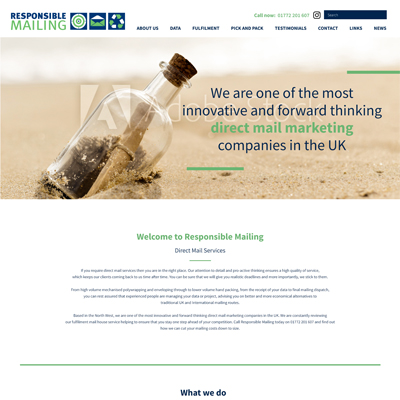 RESPONSIBLE
MAILING
Call now: 01772 201 607
Search
ABOUT US DATA FULFILMENT PICK AND PACK TESTIMONIALS CONTACT LINKS NEWS
Adobe Stock
We are one of the most
innovative and forward thinking
direct mail marketing
companies in the UK
Welcome to Responsible Mailing
Direct Mail Services
If you require direct mail services then you are in the right place. Our attention to detail and pro-active thinking ensures a high quality of service,
which keeps our clients coming back to us time after time. You can be sure that we will give you realistic deadlines and more importantly, we stick to them.
From high volume mechanised polywrapping and enveloping through to lower volume hand packing, from the receipt of your data to final mailing dispatch,
you can rest assured that experienced people are managing your data or project, advising you on better and more economical alternatives to
traditional UK and international mailing routes.
Based in the North West, we are one of the most innovative and forward thinking direct mail marketing companies in the UK. We are constantly reviewing
our fulfilment mail house service helping to ensure that you stay one step ahead of your competition. Call Responsible Mailing today on 01772 201 607 and find out
how we can cut your mailing costs down to size.
What we do